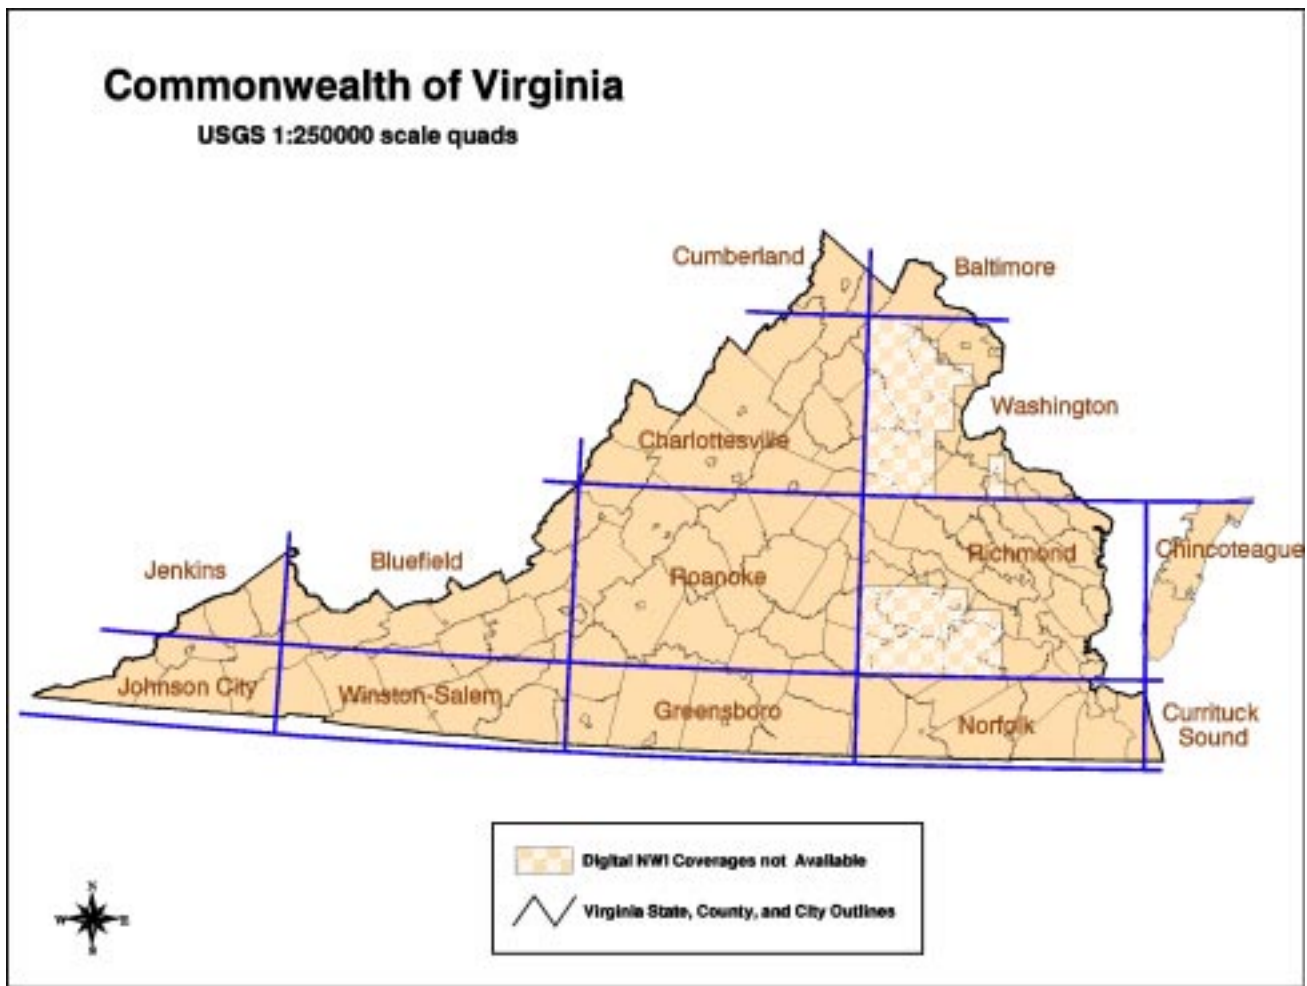 Commonwealth of Virginia
USGS 1:250000 scale quads
Cumberland
Baltimore
Washington
Charlottesville
Jenkins
Bluefield
Roanoke
Richmond
Chincoteague
Johnson City
Winston-Salem
Greensboro
Norfolk
Currituck
Sound
Digital NWI Coverages not Available
Virginia State, County, and City Outlines
N
W
E
S